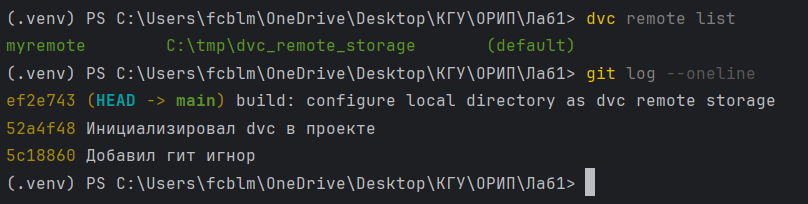 (.venv) PS C:\Users\fcblm\OneDrive\Desktop\КГУ\ОРИП\Лаб1> dvc remote list
myremote        C:\tmp\dvc_remote_storage       (default)
(.venv) PS C:\Users\fcblm\OneDrive\Desktop\КГУ\ОРИП\Лаб1> git log --oneline
ef2e743 (HEAD -> main) build: configure local directory as dvc remote storage
52a4f48 Инициализировал dvc в проекте
5c18860 Добавил гит игнор
(.venv) PS C:\Users\fcblm\OneDrive\Desktop\КГУ\ОРИП\Лаб1>